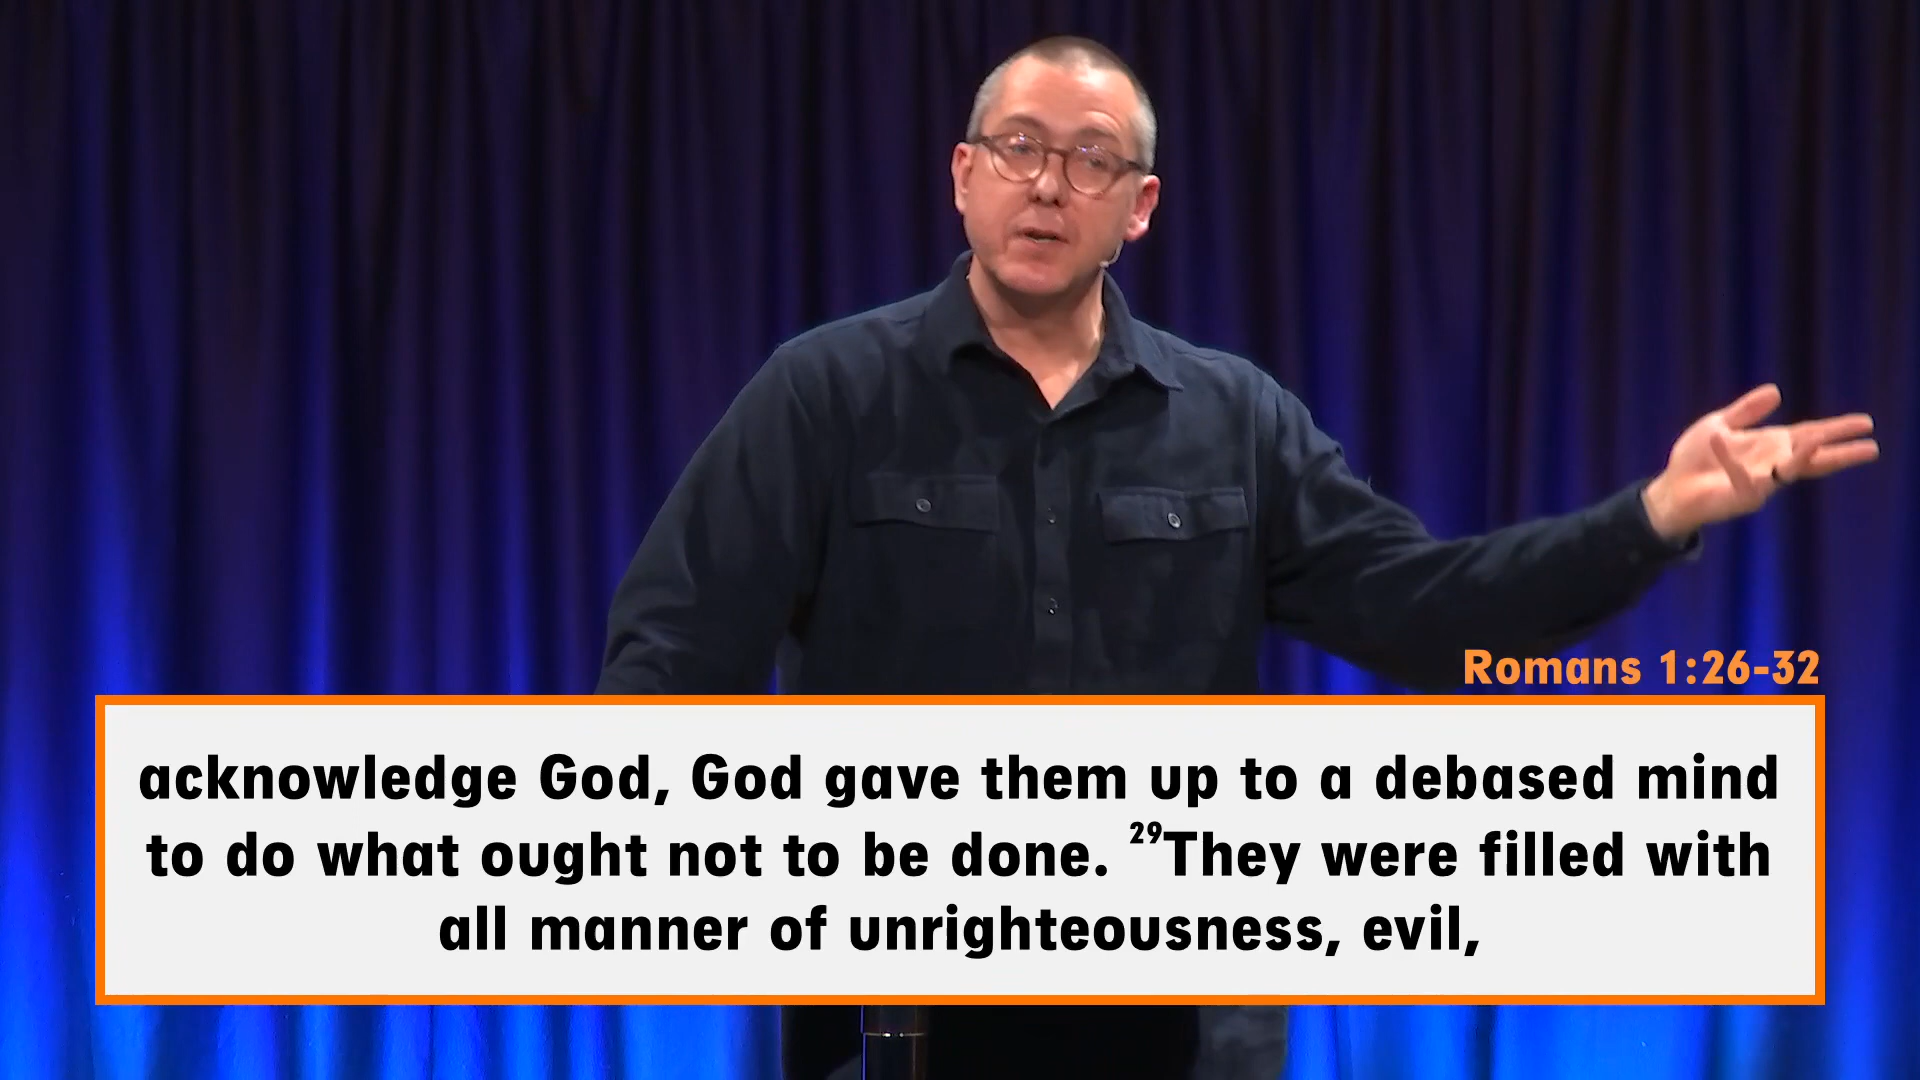 Romans 1:26-32
acknowledge God, God gave them up to a debased mind
to do what ought not to be done. ²⁹They were filled with
all manner of unrighteousness, evil,